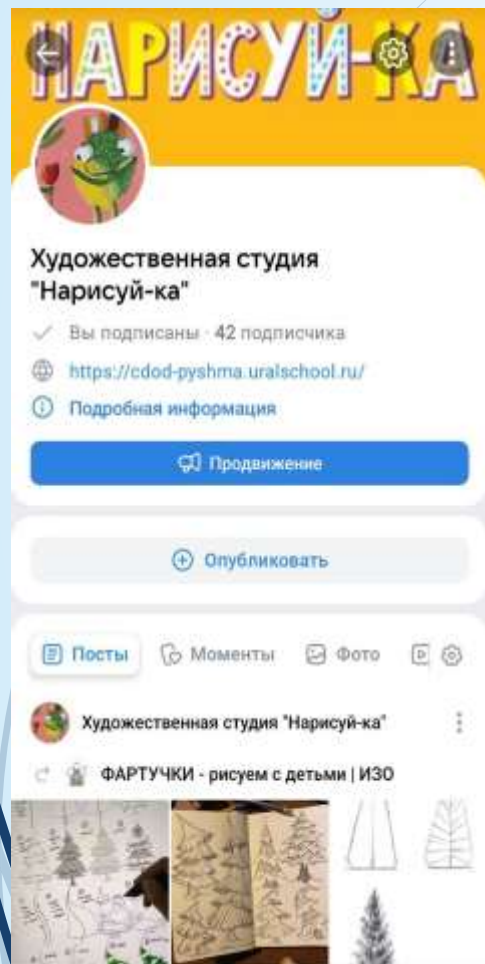 НАРИСУЙ-КА
Художественная студия
"Нарисуй-ка"
Вы подписаны · 42 подписчика
https://cdod-pyshma.uralschool.ru/
Подробная информация
Продвижение
Опубликовать
Посты Моменты Фото
Художественная студия "Нарисуй-ка"
ФАРТУЧКИ - рисуем с детьми | ИЗО